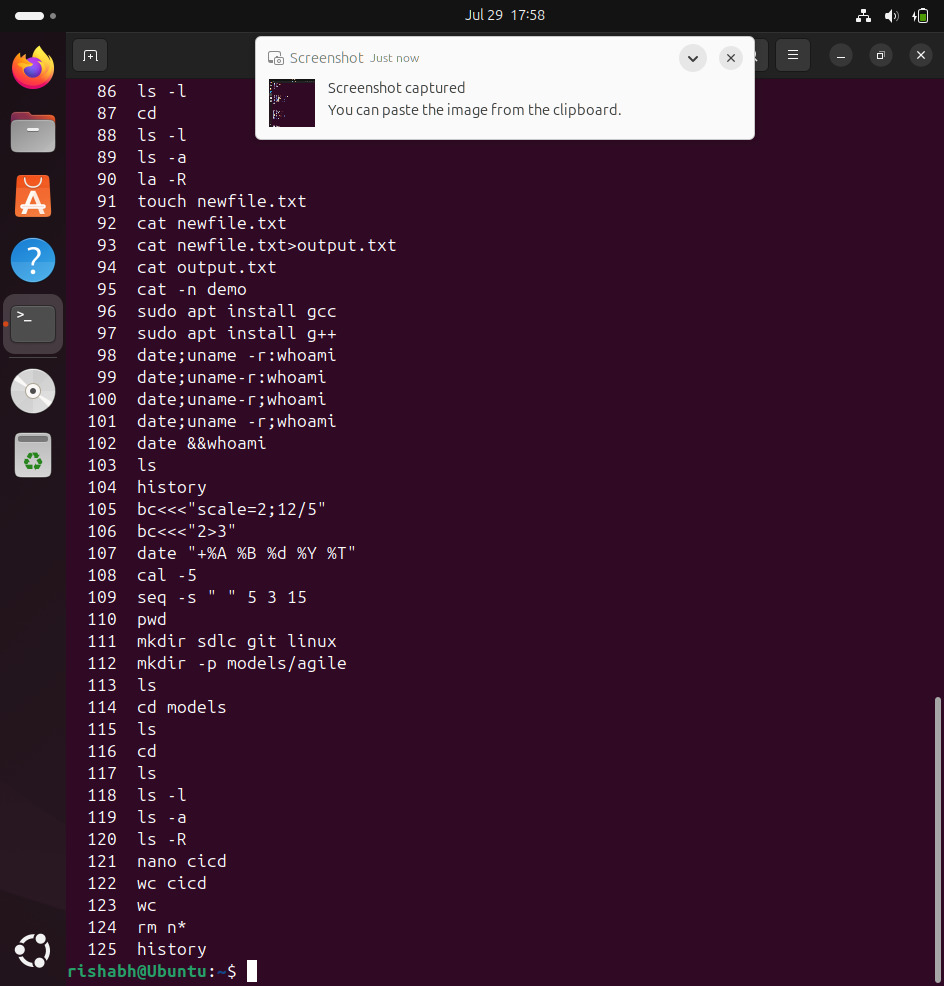 Jul 29 17:58
Screenshot Just now
Screenshot captured
You can paste the image from the clipboard.
86 ls -l
87 cd
88 ls -l
89 ls -a
90 la -R
91 touch newfile.txt
92 cat newfile.txt
93 cat newfile.txt>output.txt
94 cat output.txt
95 cat -n demo
96 sudo apt install gcc
97 sudo apt install g++
98 date;uname -r:whoami
99 date;uname-r:whoami
100 date;uname-r;whoami
101 date;uname -r;whoami
102 date &&whoami
103 ls
104 history
105 bc<<<"scale=2;12/5"
106 bc<<<"2>3"
107 date "+%A %B %d %Y %T"
108 cal -5
109 seq -s " " 5 3 15
110 pwd
111 mkdir sdlc git linux
112 mkdir -p models/agile
113 ls
114 cd models
115 ls
116 cd
117 ls
118 ls -l
119 ls -a
120 ls -R
121 nano cicd
122 wc cicd
123 wc
124 rm n*
125 history
rishabh@Ubuntu:~$